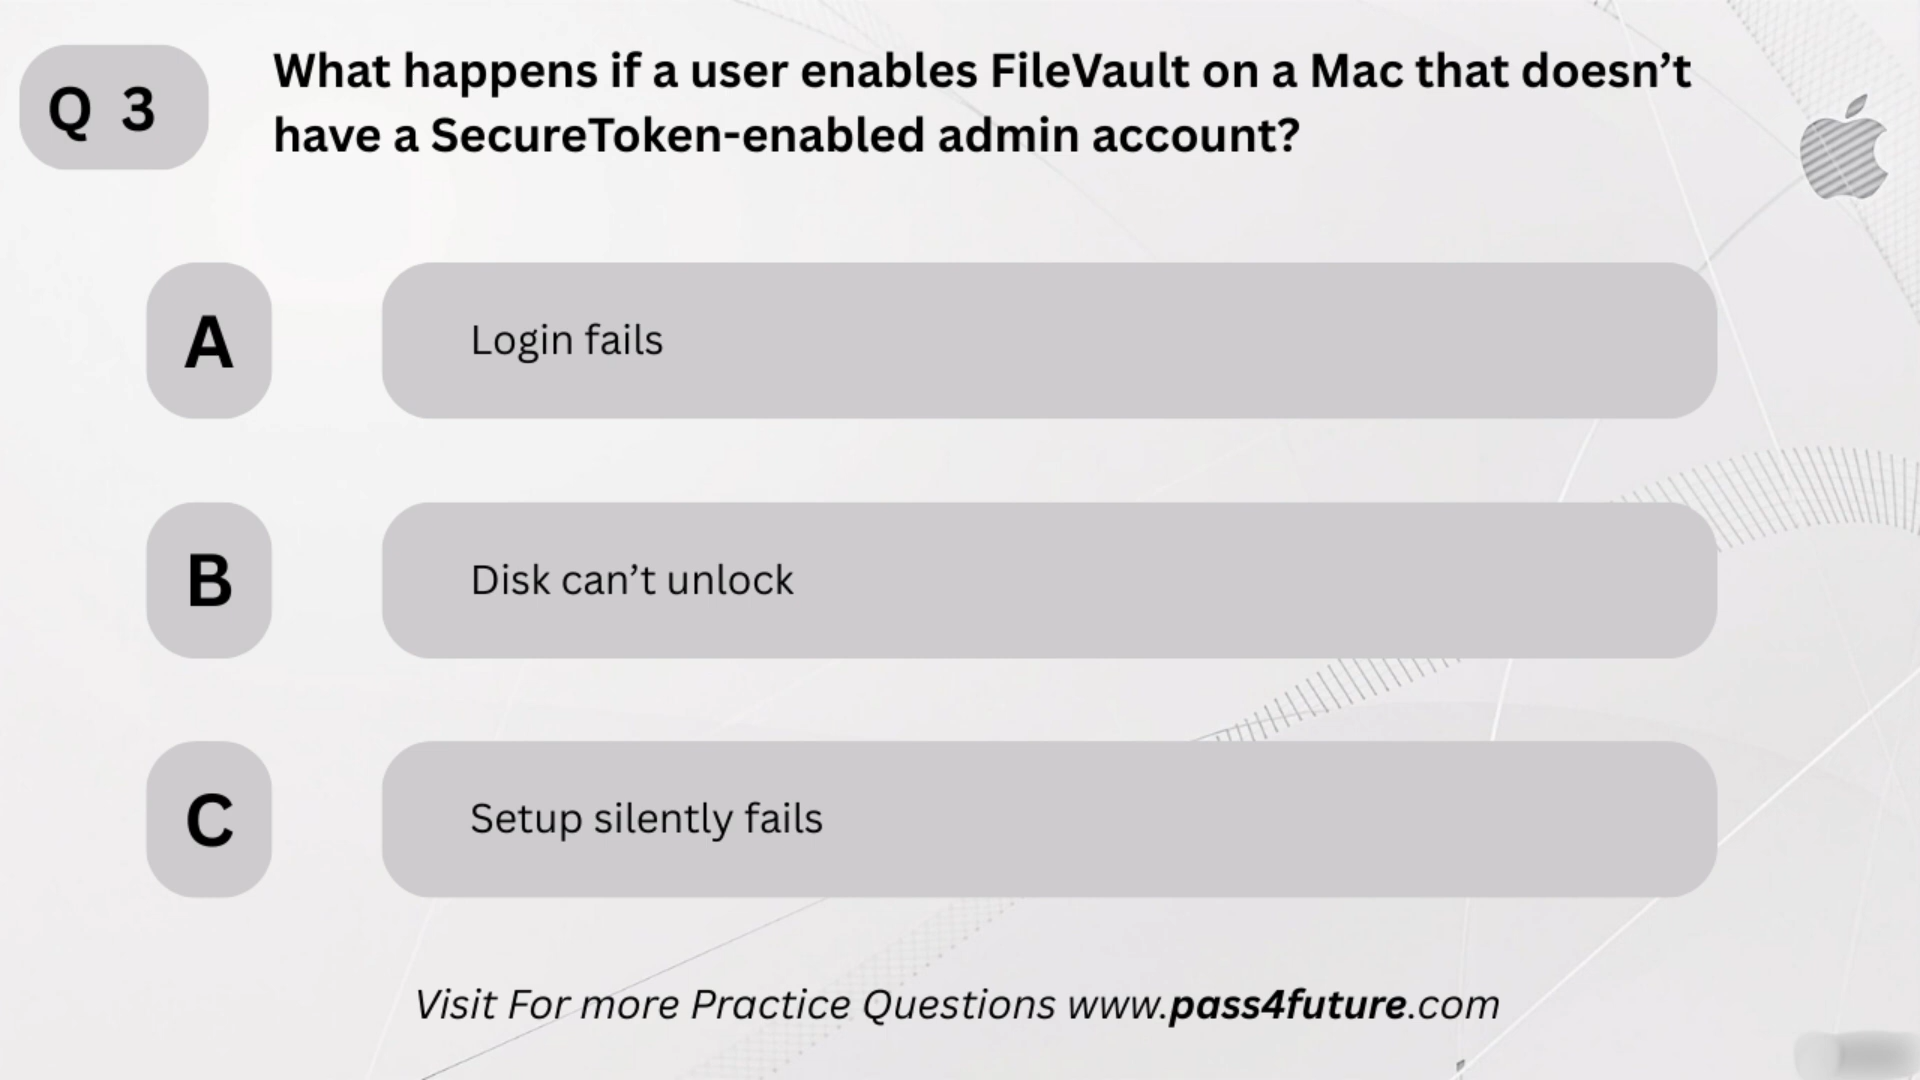 Q 3
What happens if a user enables FileVault on a Mac that doesn’t
have a SecureToken-enabled admin account?
A
Login fails
B
Disk can’t unlock
C
Setup silently fails
Visit For more Practice Questions www.pass4future.com